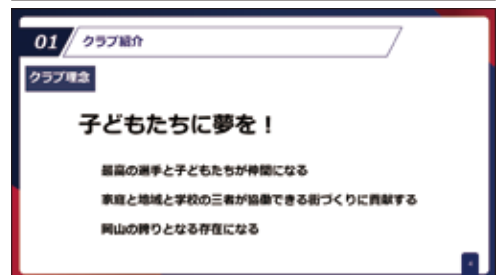 01 クラブ紹介
クラブ理念
子どもたちに夢を！
最高の選手と子どもたちが仲間になる
家庭と地域と学校の三者が協働できる街づくりに貢献する
岡山の誇りとなる存在になる